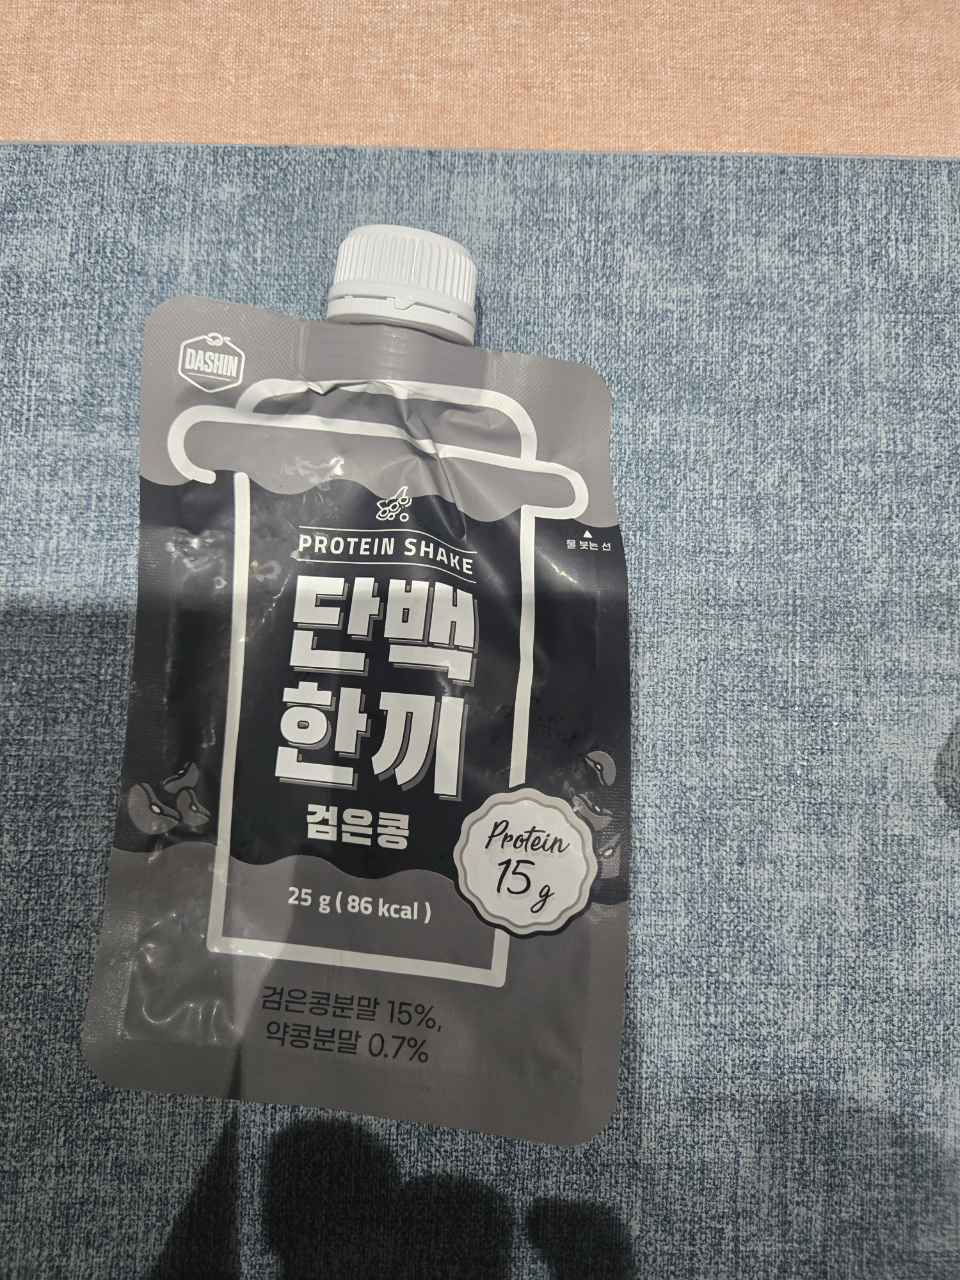 DASHIN
PROTEIN SHAKE
물 붓는 선
단백
한끼
검은콩
Protein
15 g
25 g ( 86 kcal )
검은콩분말 15%,
약콩분말 0.7%